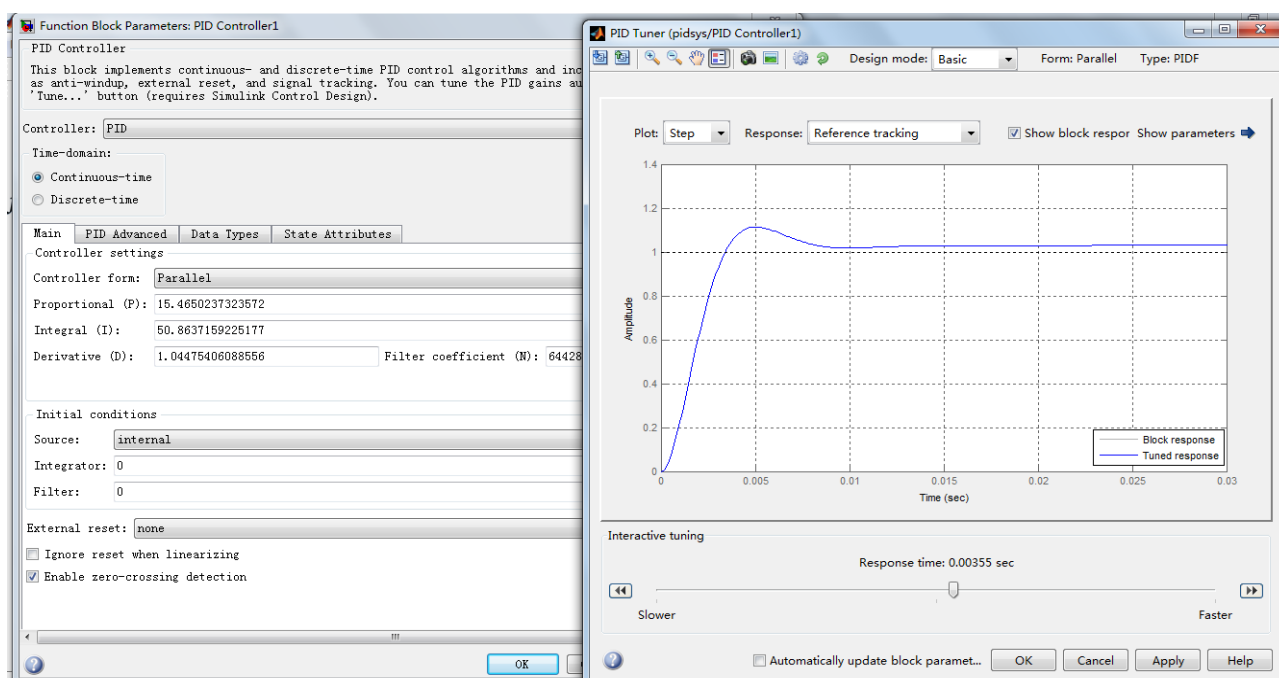 Function Block Parameters: PID Controller1
PID Controller
This block implements continuous- and discrete-time PID control algorithms and inc
as anti-windup, external reset, and signal tracking. You can tune the PID gains au
'Tune...' button (requires Simulink Control Design).
Controller: PID
Time-domain:
Continuous-time
Discrete-time
Main PID Advanced Data Types State Attributes
Controller settings
Controller form: Parallel
Proportional (P): 15.4650237323572
Integral (I): 50.8637159225177
Derivative (D): 1.04475406088556 Filter coefficient (N): 64428
Initial conditions
Source: internal
Integrator: 0
Filter: 0
External reset: none
Ignore reset when linearizing
Enable zero-crossing detection
OK
PID Tuner (pidsys/PID Controller1)
Design mode: Basic Form: Parallel Type: PIDF
Plot: Step Response: Reference tracking Show block respor Show parameters
1.4
1.2
1
0.8
0.6
0.4
0.2
0
Amplitude
0 0.005 0.01 0.015 0.02 0.025 0.03
Time (sec)
Block response
Tuned response
Interactive tuning
Response time: 0.00355 sec
Slower Faster
Automatically update block paramet... OK Cancel Apply Help